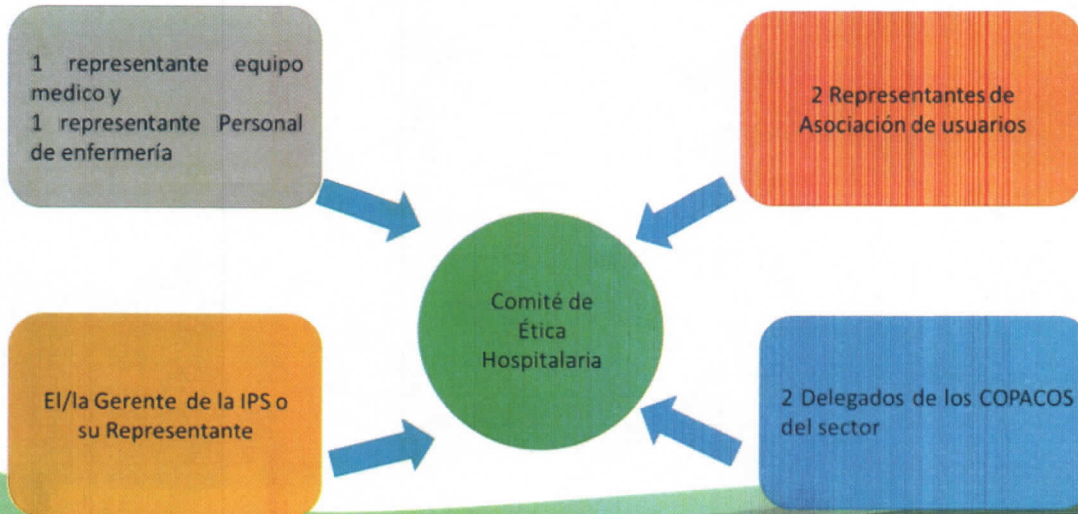 1 representante equipo
medico y
1 representante Personal
de enfermería
2 Representantes de
Asociación de usuarios
Comité de
Ética
Hospitalaria
El/la Gerente de la IPS o
su Representante
2 Delegados de los COPACOS
del sector